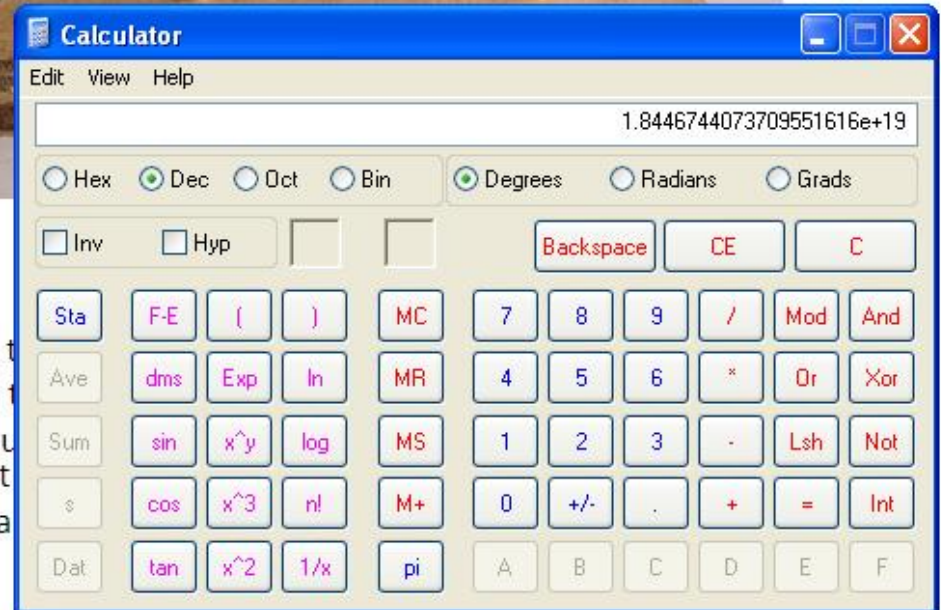 Calculator
Edit View Help
1.8446744073709551616e+19
Hex Dec Oct Bin Degrees Radians Grads
Inv Hyp Backspace CE C
Sta F-E ( ) MC 7 8 9 / Mod And
Ave dms Exp ln MR 4 5 6 * Or Xor
Sum sin x^y log MS 1 2 3 - Lsh Not
s cos x^3 n! M+ 0 +/- . + = Int
Dat tan x^2 1/x pi A B C D E F